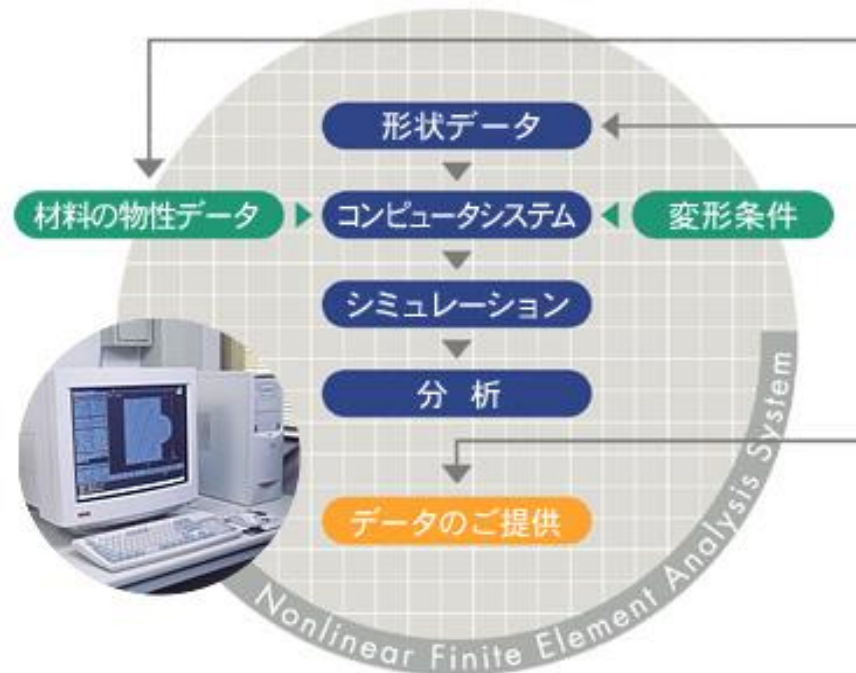 形状データ
材料の物性データ
コンピュータシステム
変形条件
シミュレーション
分 析
データのご提供
Nonlinear Finite Element Analysis System